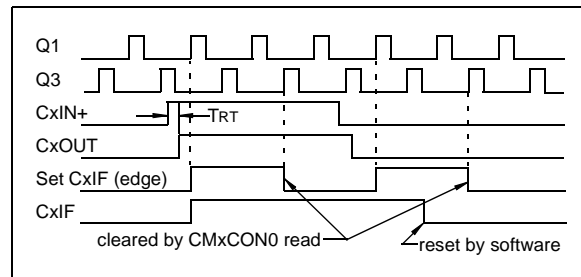 Q1
Q3
CxIN+
TRT
CxOUT
Set CxIF (edge)
CxIF
cleared by CMxCON0 read
reset by software